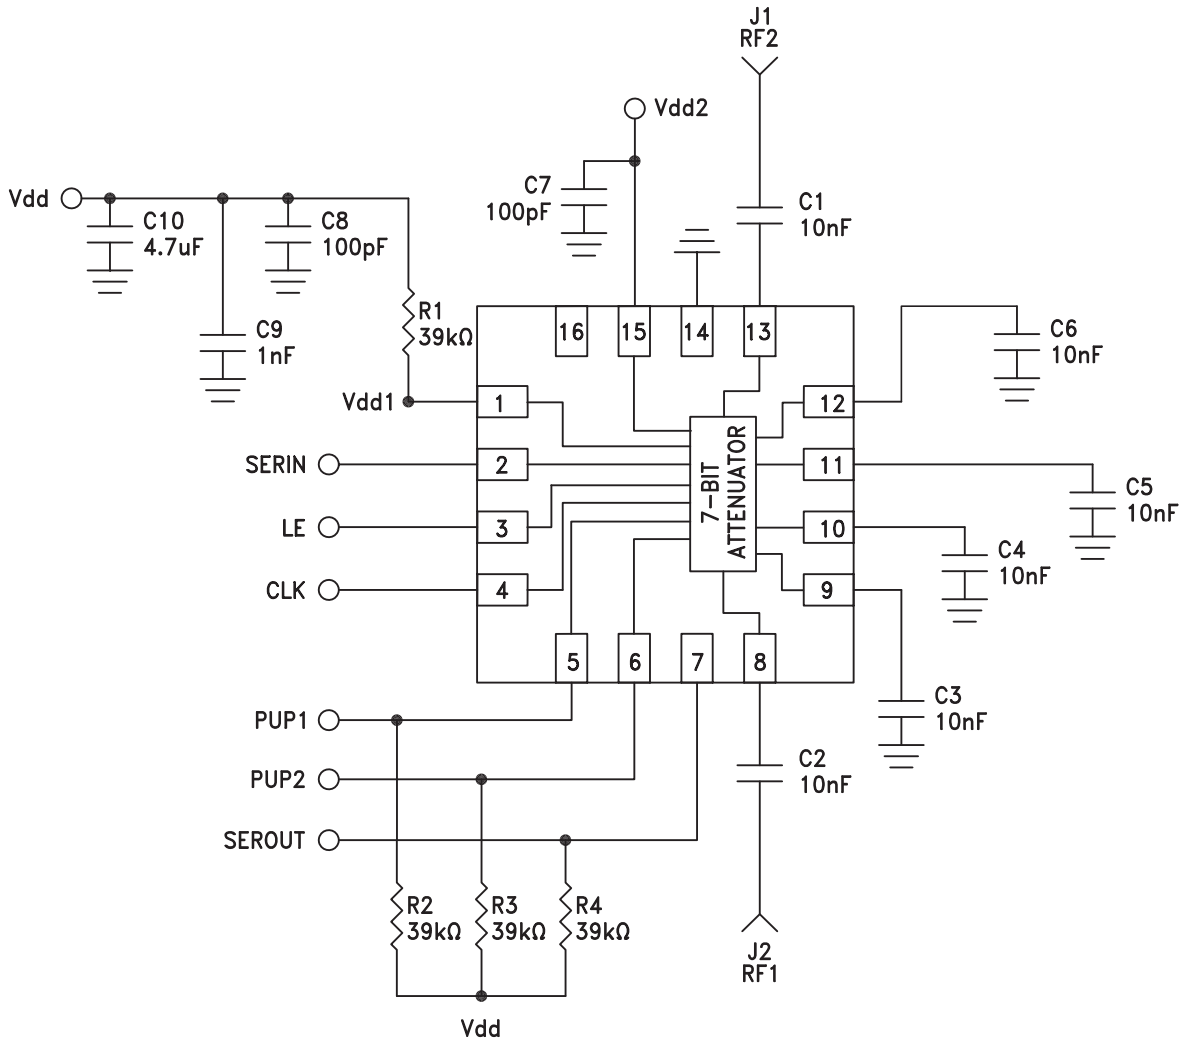 J1
RF2
Vdd2
Vdd
C10
4.7uF
C8
100pF
C7
100pF
C1
10nF
C9
1nF
R1
39kΩ
16
15
14
13
C6
10nF
Vdd1
1
12
SERIN
2
11
C5
10nF
LE
3
10
C4
10nF
7-BIT
ATTENUATOR
CLK
4
9
5
6
7
8
C3
10nF
PUP1
PUP2
C2
10nF
SEROUT
R2
39kΩ
R3
39kΩ
R4
39kΩ
J2
RF1
Vdd